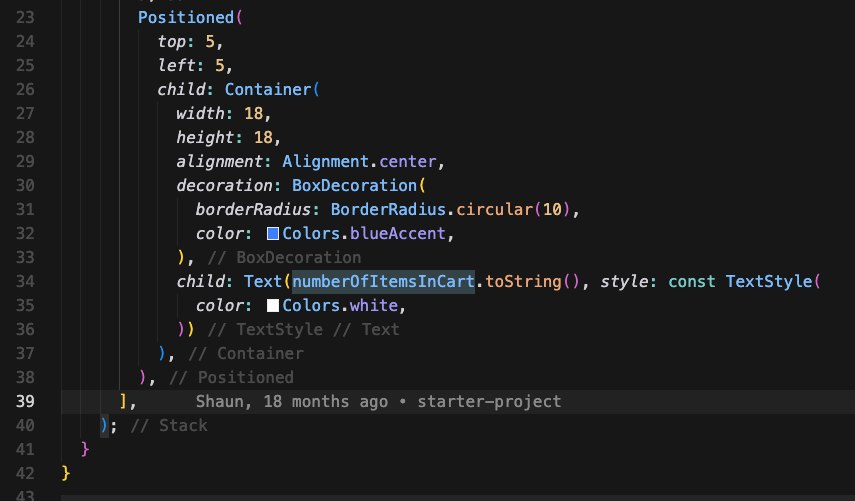 23 Positioned(
24 top: 5,
25 left: 5,
26 child: Container(
27 width: 18,
28 height: 18,
29 alignment: Alignment.center,
30 decoration: BoxDecoration(
31 borderRadius: BorderRadius.circular(10),
32 color: Colors.blueAccent,
33 ), // BoxDecoration
34 child: Text(numberOfItemsInCart.toString(), style: const TextStyle(
35 color: Colors.white,
36 )) // TextStyle // Text
37 ), // Container
38 ), // Positioned
39 ], Shaun, 18 months ago • starter-project
40 ); // Stack
41 }
42 }
43